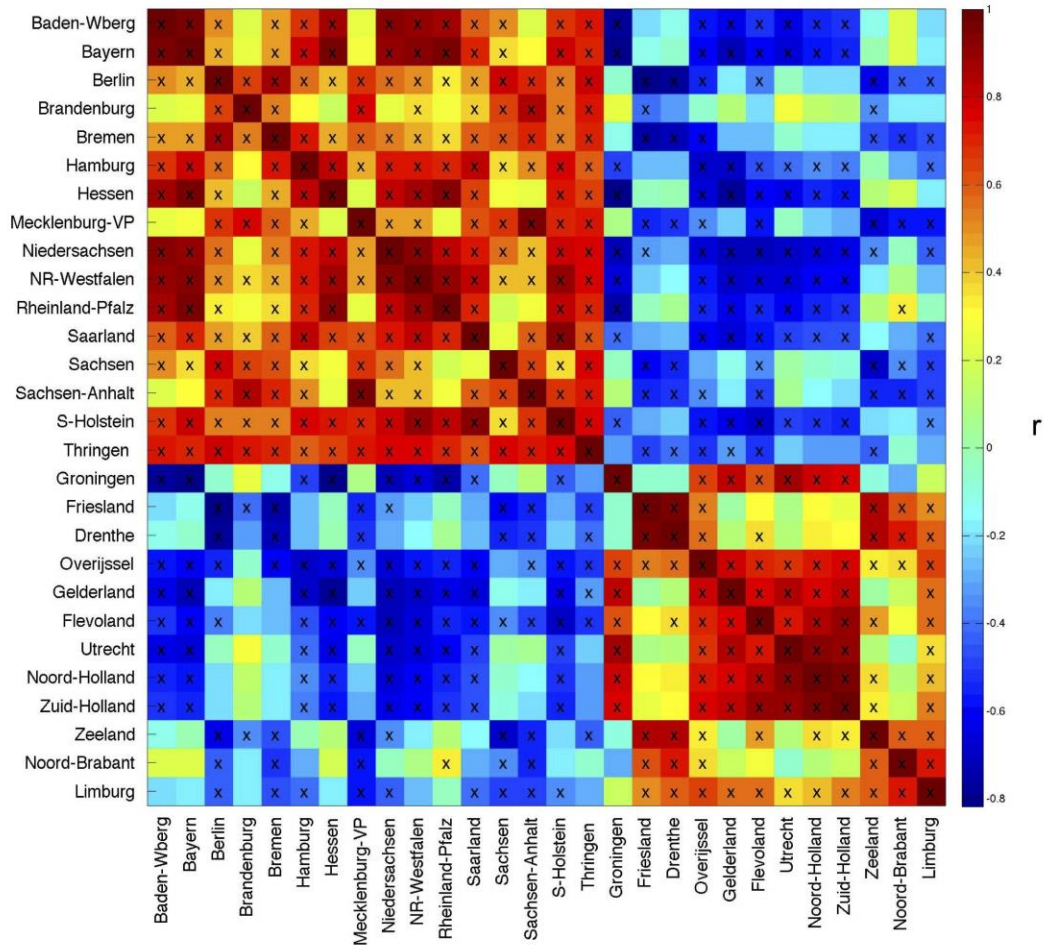 Baden-Wberg
Bayern
Berlin
Brandenburg
Bremen
Hamburg
Hessen
Mecklenburg-VP
Niedersachsen
NR-Westfalen
Rheinland-Pfalz
Saarland
Sachsen
Sachsen-Anhalt
S-Holstein
Thringen
Groningen
Friesland
Drenthe
Overijssel
Gelderland
Flevoland
Utrecht
Noord-Holland
Zuid-Holland
Zeeland
Noord-Brabant
Limburg
1
0.8
0.6
0.4
0.2
0
-0.2
-0.4
-0.6
-0.8
r
Baden-Wberg
Bayern
Berlin
Brandenburg
Bremen
Hamburg
Hessen
Mecklenburg-VP
Niedersachsen
NR-Westfalen
Rheinland-Pfalz
Saarland
Sachsen
Sachsen-Anhalt
S-Holstein
Thringen
Groningen
Friesland
Drenthe
Overijssel
Gelderland
Flevoland
Utrecht
Noord-Holland
Zuid-Holland
Zeeland
Noord-Brabant
Limburg